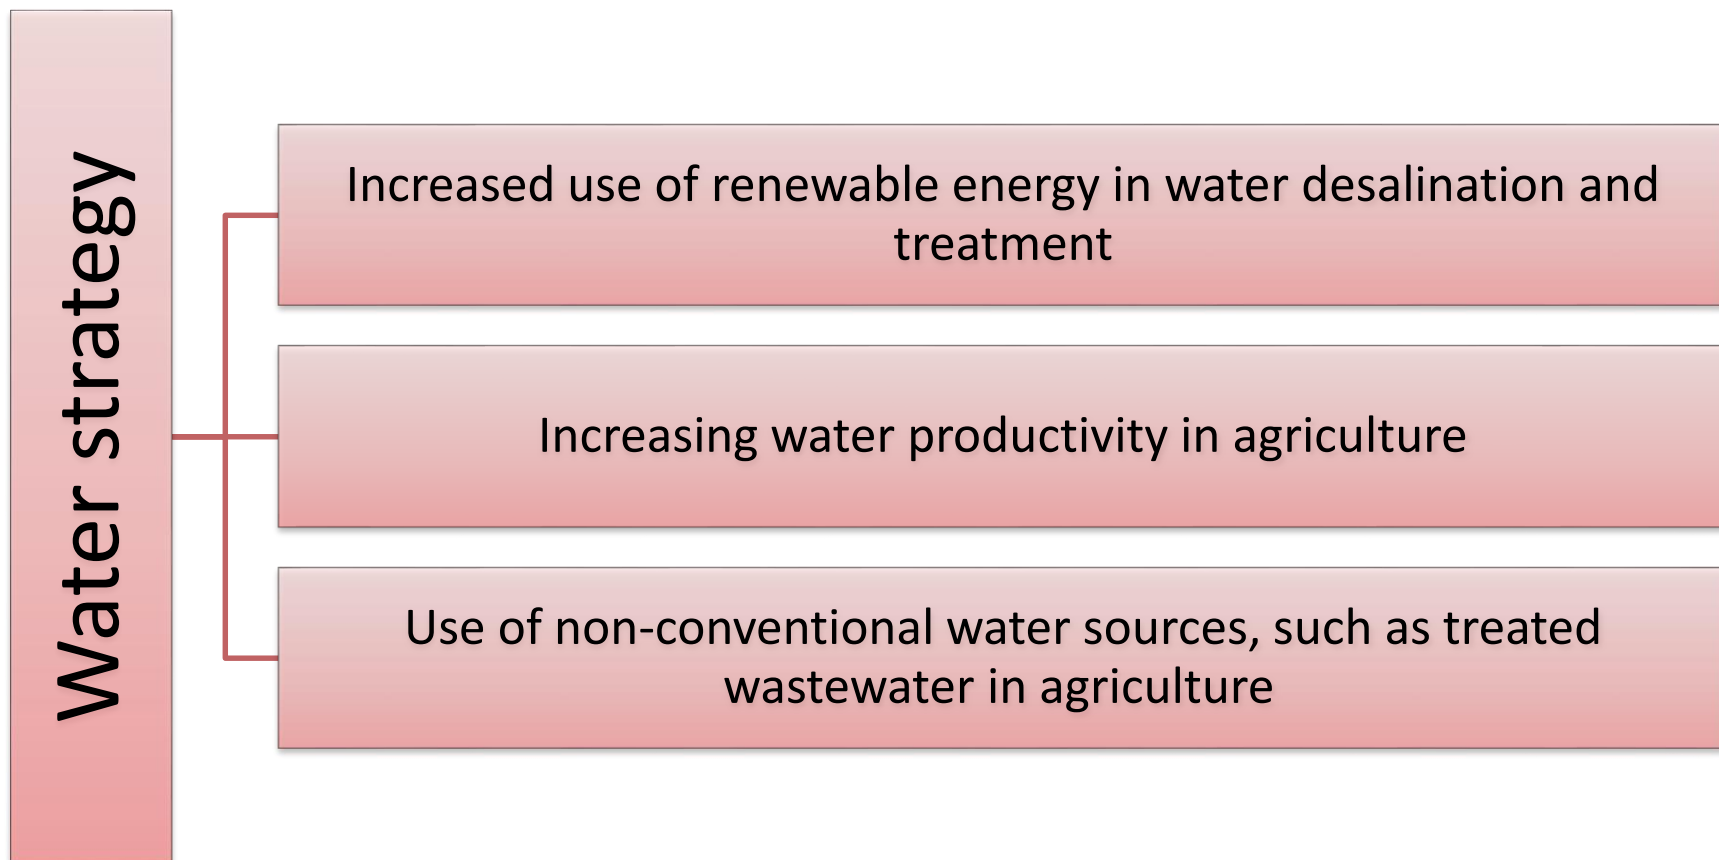 Water strategy
Increased use of renewable energy in water desalination and
treatment
Increasing water productivity in agriculture
Use of non-conventional water sources, such as treated
wastewater in agriculture